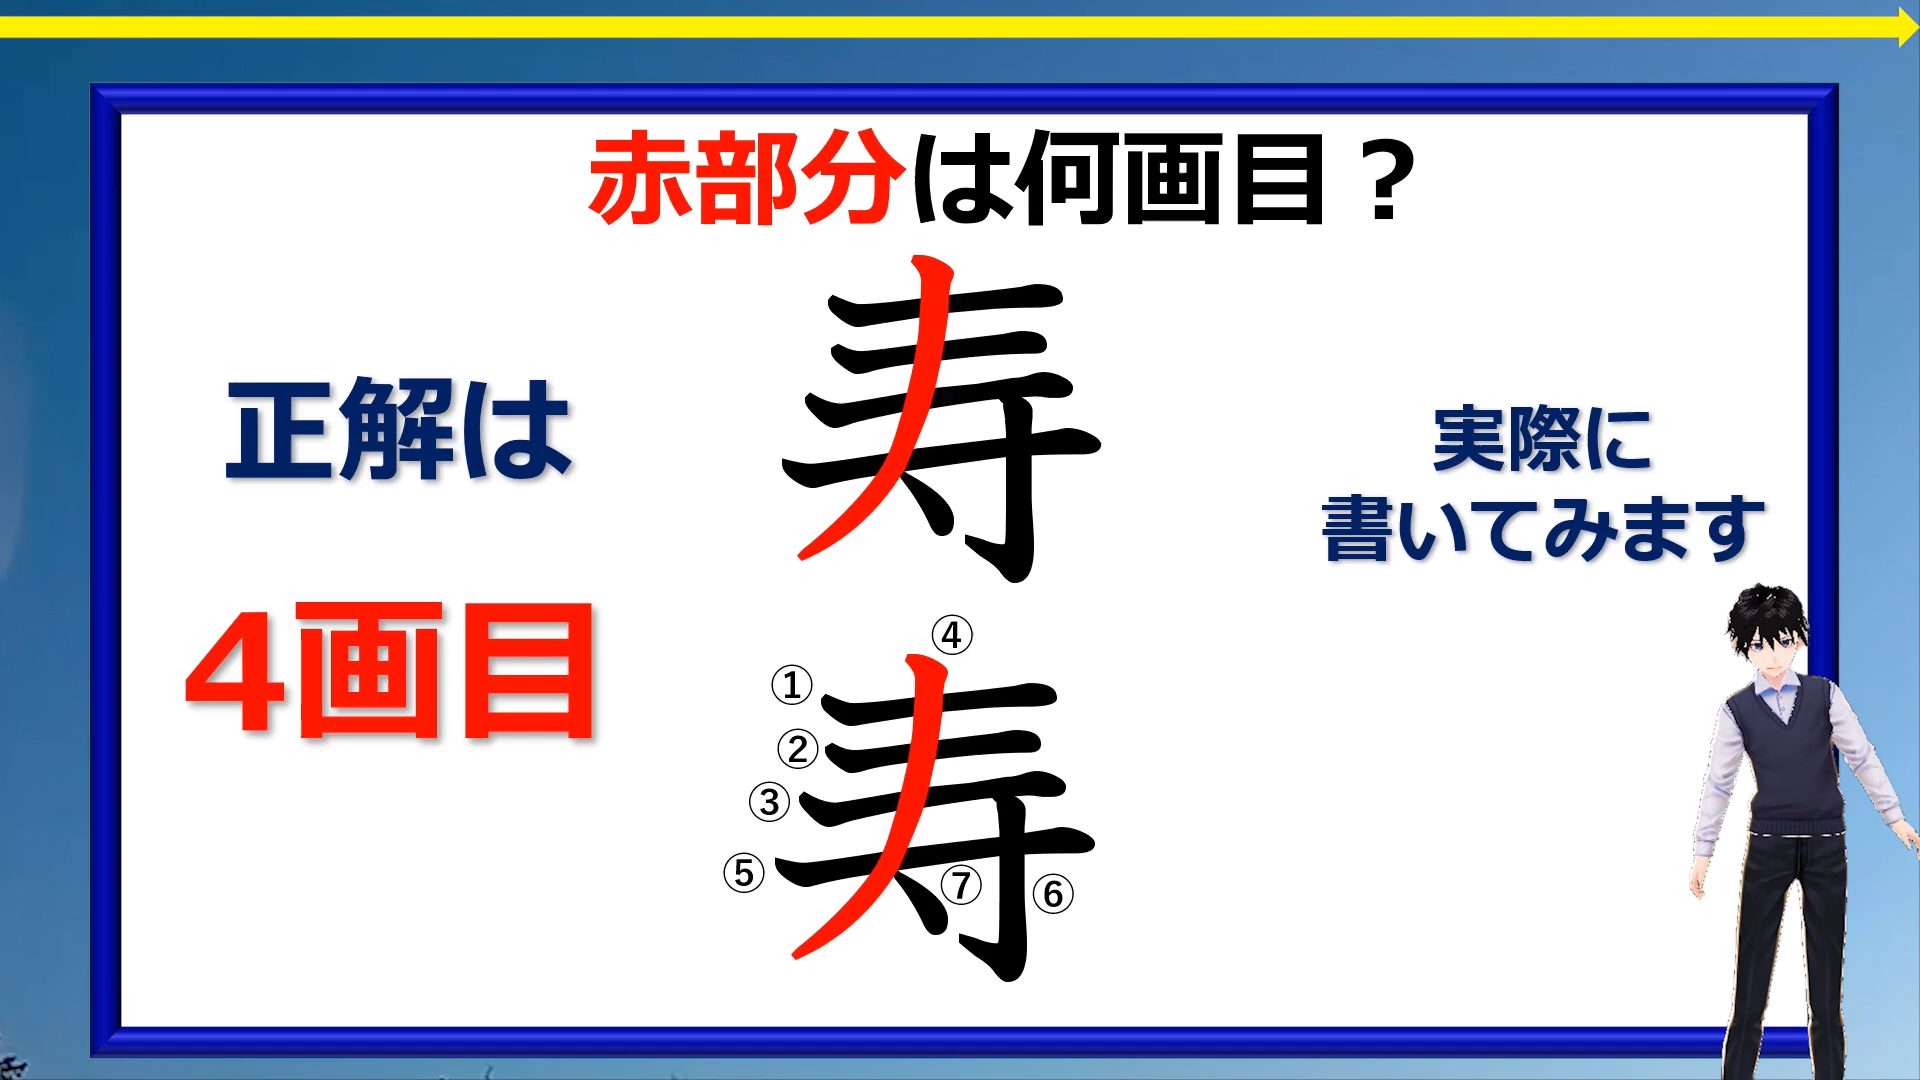 赤部分は何画目？
寿
正解は
4画目
実際に
書いてみます
寿
④
①
②
③
⑤
⑦
⑥